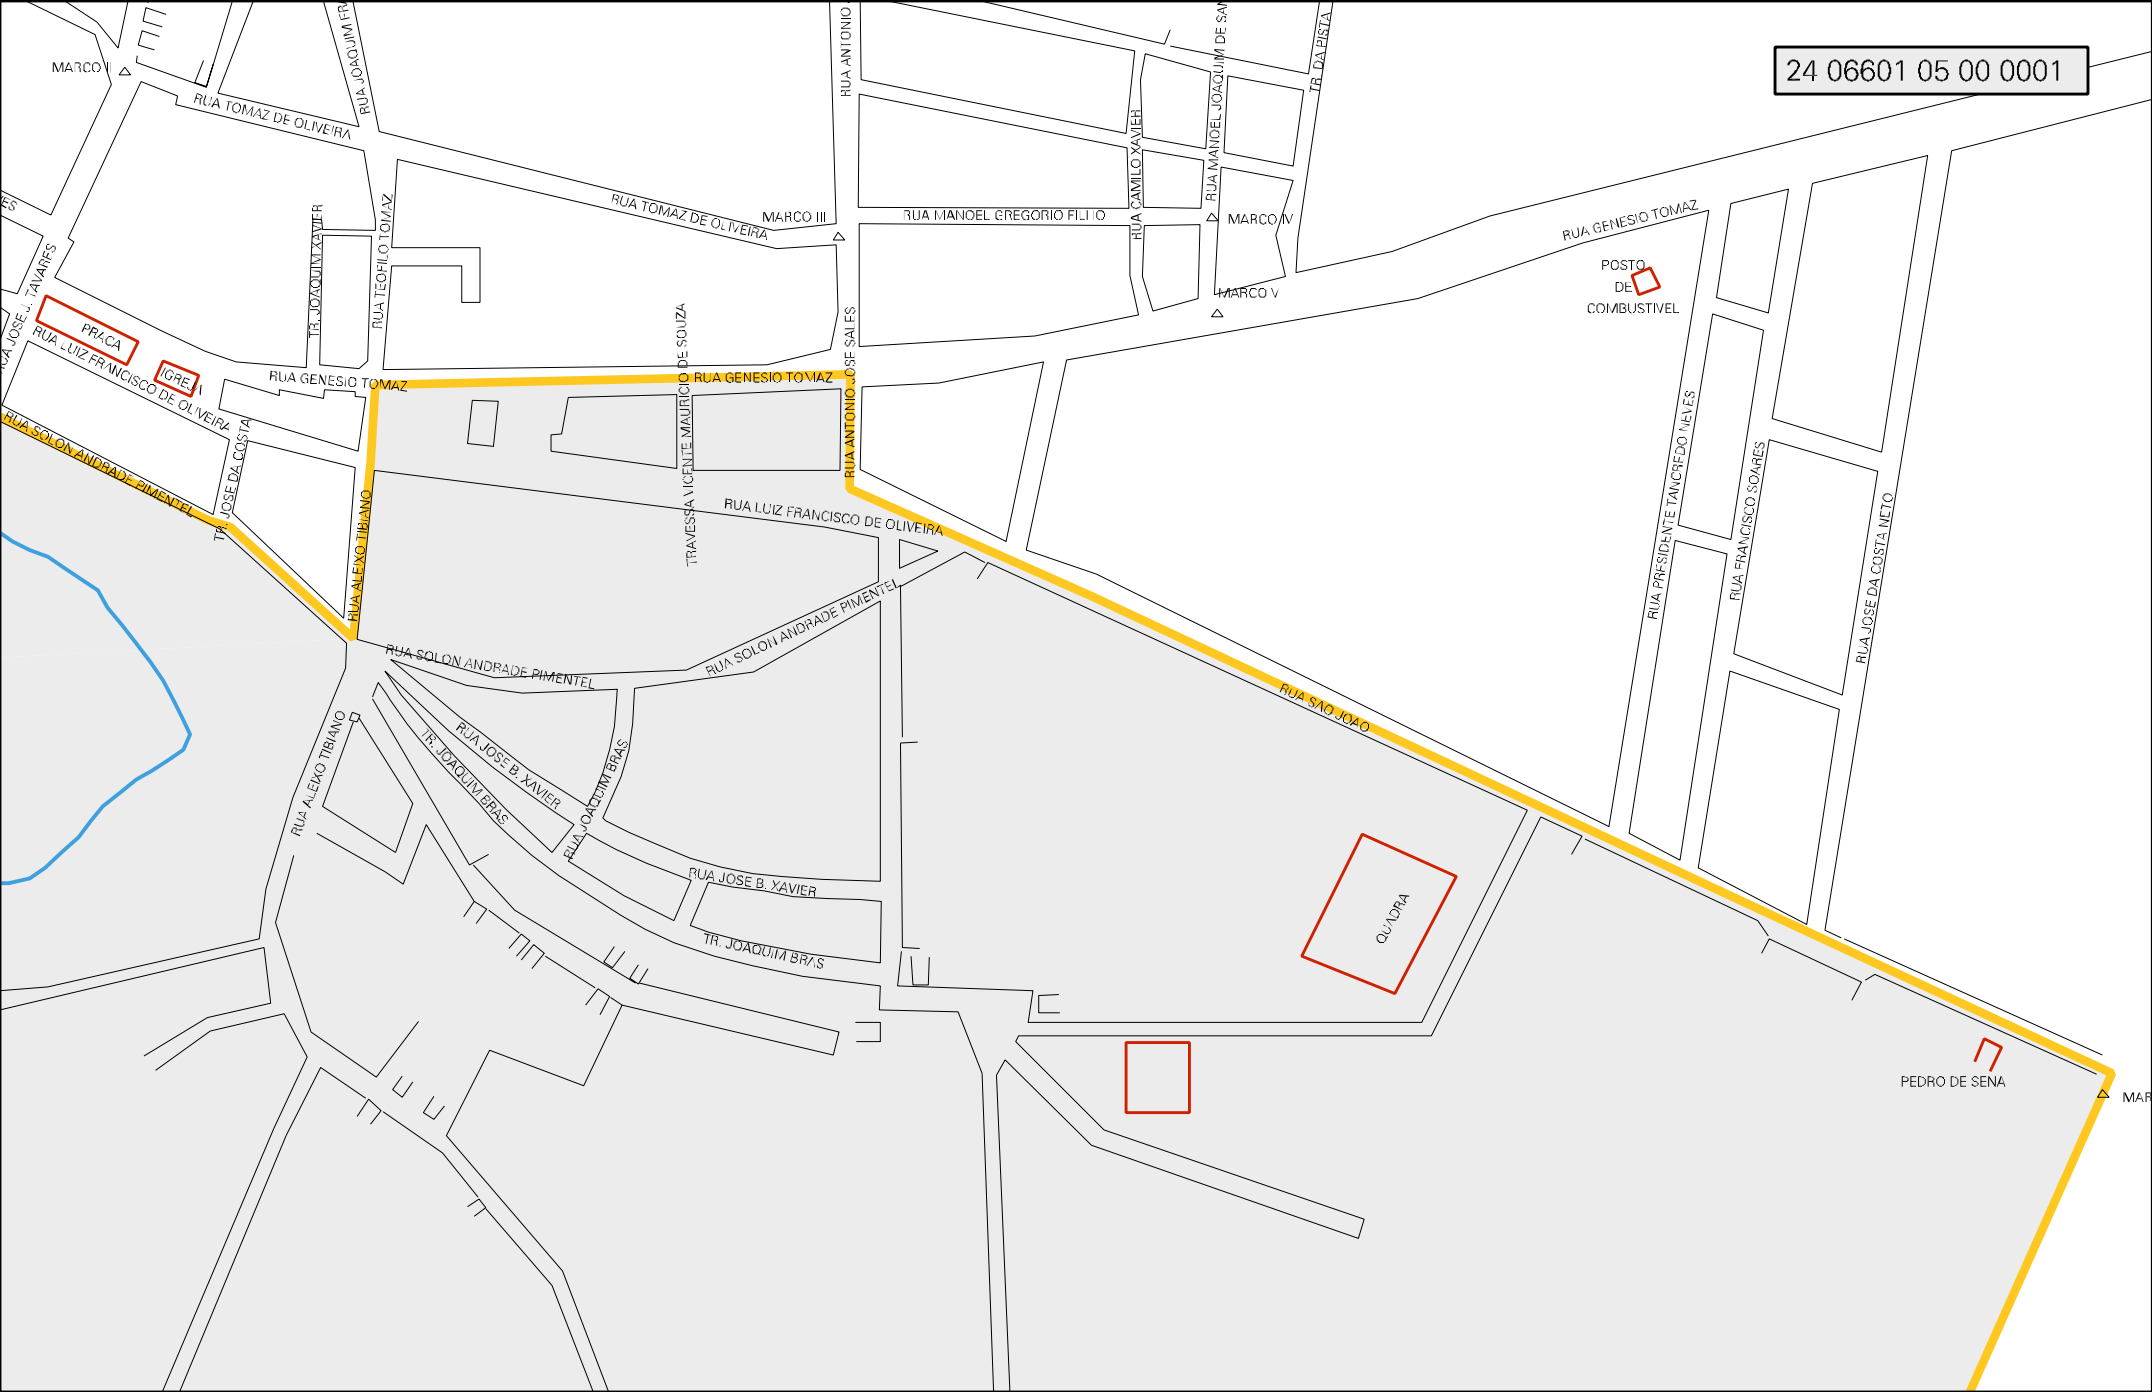 24 06601 05 00 0001
MARCO II
RUA TOMAZ DE OLIVEIRA
RUA ANTONIO
TR. DA PISTA
RUA CAMILO XAVIER
RUA TOMAZ DE OLIVEIRA
MARCO III
RUA MANOEL GREGORIO FILHO
MARCO IV
RUA GENESIO TOMAZ
TR. JOAQUIM XAVIER
RUA TEOFILO TOMAZ
POSTO
DE
COMBUSTIVEL
MARCO V
PRACA
IGREJA
RUA LUIZ FRANCISCO DE OLIVEIRA
RUA GENESIO TOMAZ
TRAVESSA VICENTE MAURICIO DE SOUZA
RUA GENESIO TOMAZ
RUA ANTONIO JOSE SALES
RUA SOLON ANDRADE PIMENTEL
TR. JOSE DA COSTA
RUA ALEIXO TIBIANO
RUA LUIZ FRANCISCO DE OLIVEIRA
RUA PRESIDENTE TANCREDO NEVES
RUA FRANCISCO SOARES
RUA JOSE DA COSTA NETO
RUA SOLON ANDRADE PIMENTEL
RUA SOLON ANDRADE PIMENTEL
RUA SAO JOAO
RUA ALEIXO TIBIANO
RUA JOSE B. XAVIER
TR. JOAQUIM BRAS
RUA JOAQUIM BRAS
RUA JOSE B. XAVIER
TR. JOAQUIM BRAS
QUADRA
PEDRO DE SENA
MAR